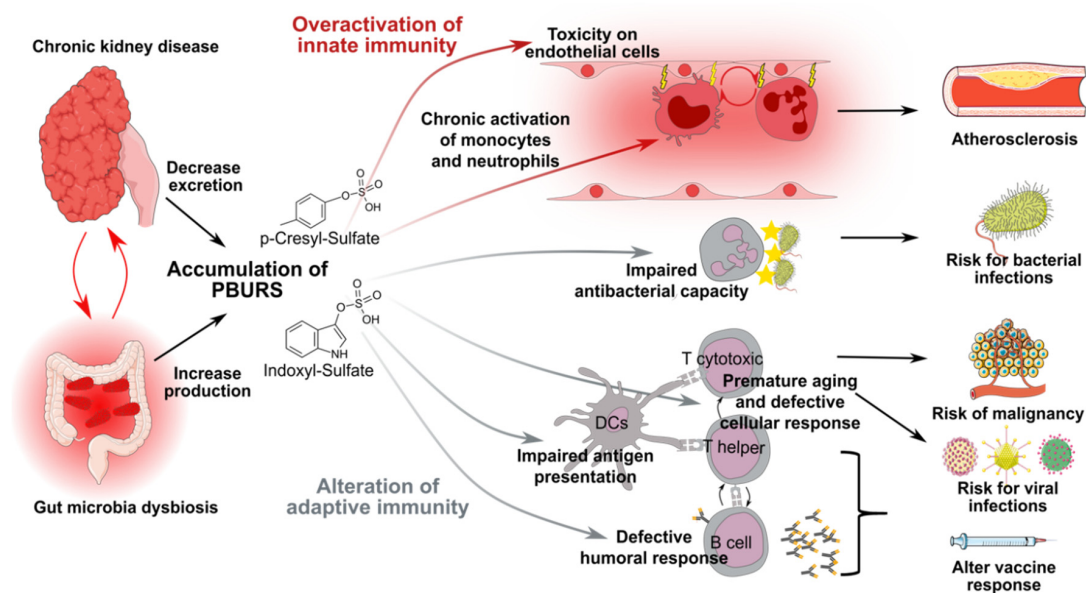 Chronic kidney disease
Decrease
excretion
Accumulation of
PBURS
Increase
production
Gut microbia dysbiosis
O
O
S
O
OH
p-Cresyl-Sulfate
O
O
S
O
OH
NH
Indoxyl-Sulfate
Overactivation of
innate immunity
Toxicity on
endothelial cells
Chronic activation
of monocytes
and neutrophils
Impaired
antibacterial capacity
T cytotoxic
Premature aging
and defective
cellular response
DCs
T helper
Impaired antigen
presentation
Alteration of
adaptive immunity
Defective
humoral response
B cell
Atherosclerosis
Risk for bacterial
infections
Risk of malignancy
Risk for viral
infections
Alter vaccine
response